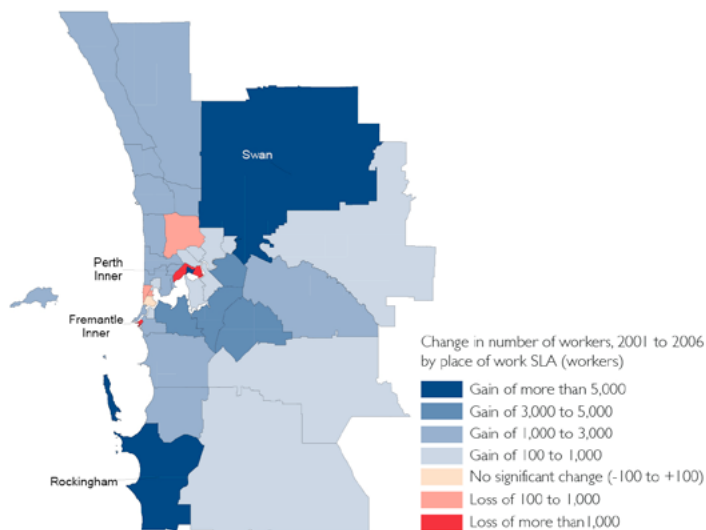 Swan
Perth
Inner
Fremantle
Inner
Rockingham
Change in number of workers, 2001 to 2006
by place of work SLA (workers)
Gain of more than 5,000
Gain of 3,000 to 5,000
Gain of 1,000 to 3,000
Gain of 100 to 1,000
No significant change (-100 to +100)
Loss of 100 to 1,000
Loss of more than1,000